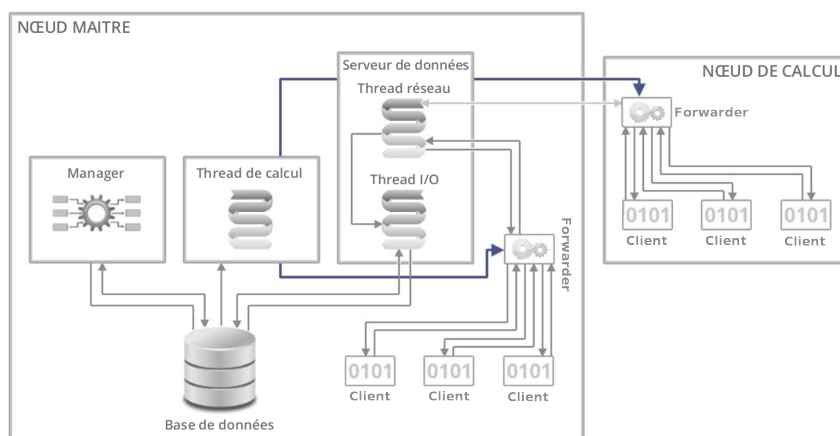 NŒUD MAITRE
Serveur de données
Thread réseau
NŒUD DE CALCUL
Forwarder
Manager
Thread de calcul
Thread I/O
0101
0101
0101
Client
Client
Client
Forwarder
0101
0101
0101
Client
Client
Client
Base de données